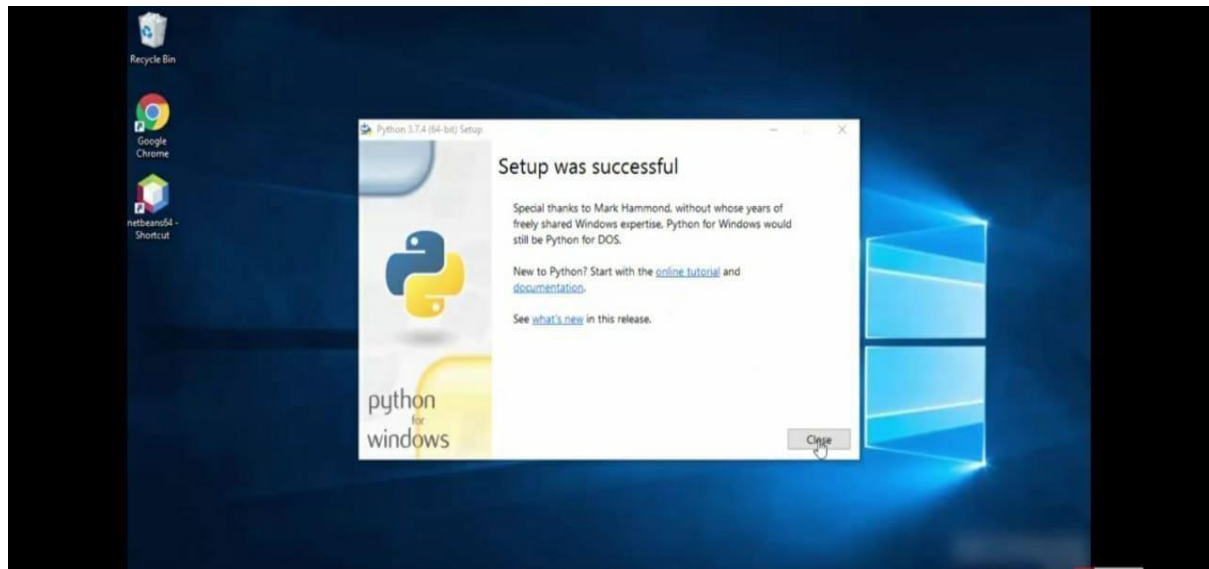 Recycle Bin
Google
Chrome
netbeans64 -
Shortcut
Python 3.7.4 (64-bit) Setup
Setup was successful
Special thanks to Mark Hammond, without whose years of
freely shared Windows expertise, Python for Windows would
still be Python for DOS.
New to Python? Start with the online tutorial and
documentation.
See what's new in this release.
python
for
windows
Close